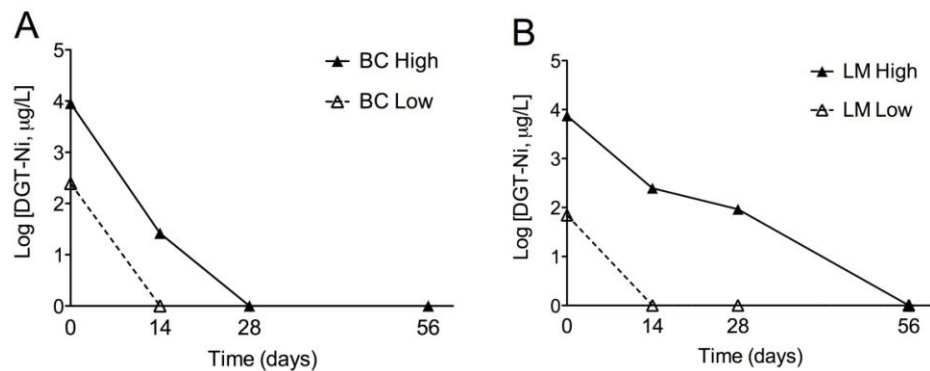 A
BC High
BC Low
Log [DGT-Ni, µg/L]
5
4
3
2
1
0
0 14 28 56
Time (days)
B
LM High
LM Low
Log [DGT-Ni, µg/L]
5
4
3
2
1
0
0 14 28 56
Time (days)